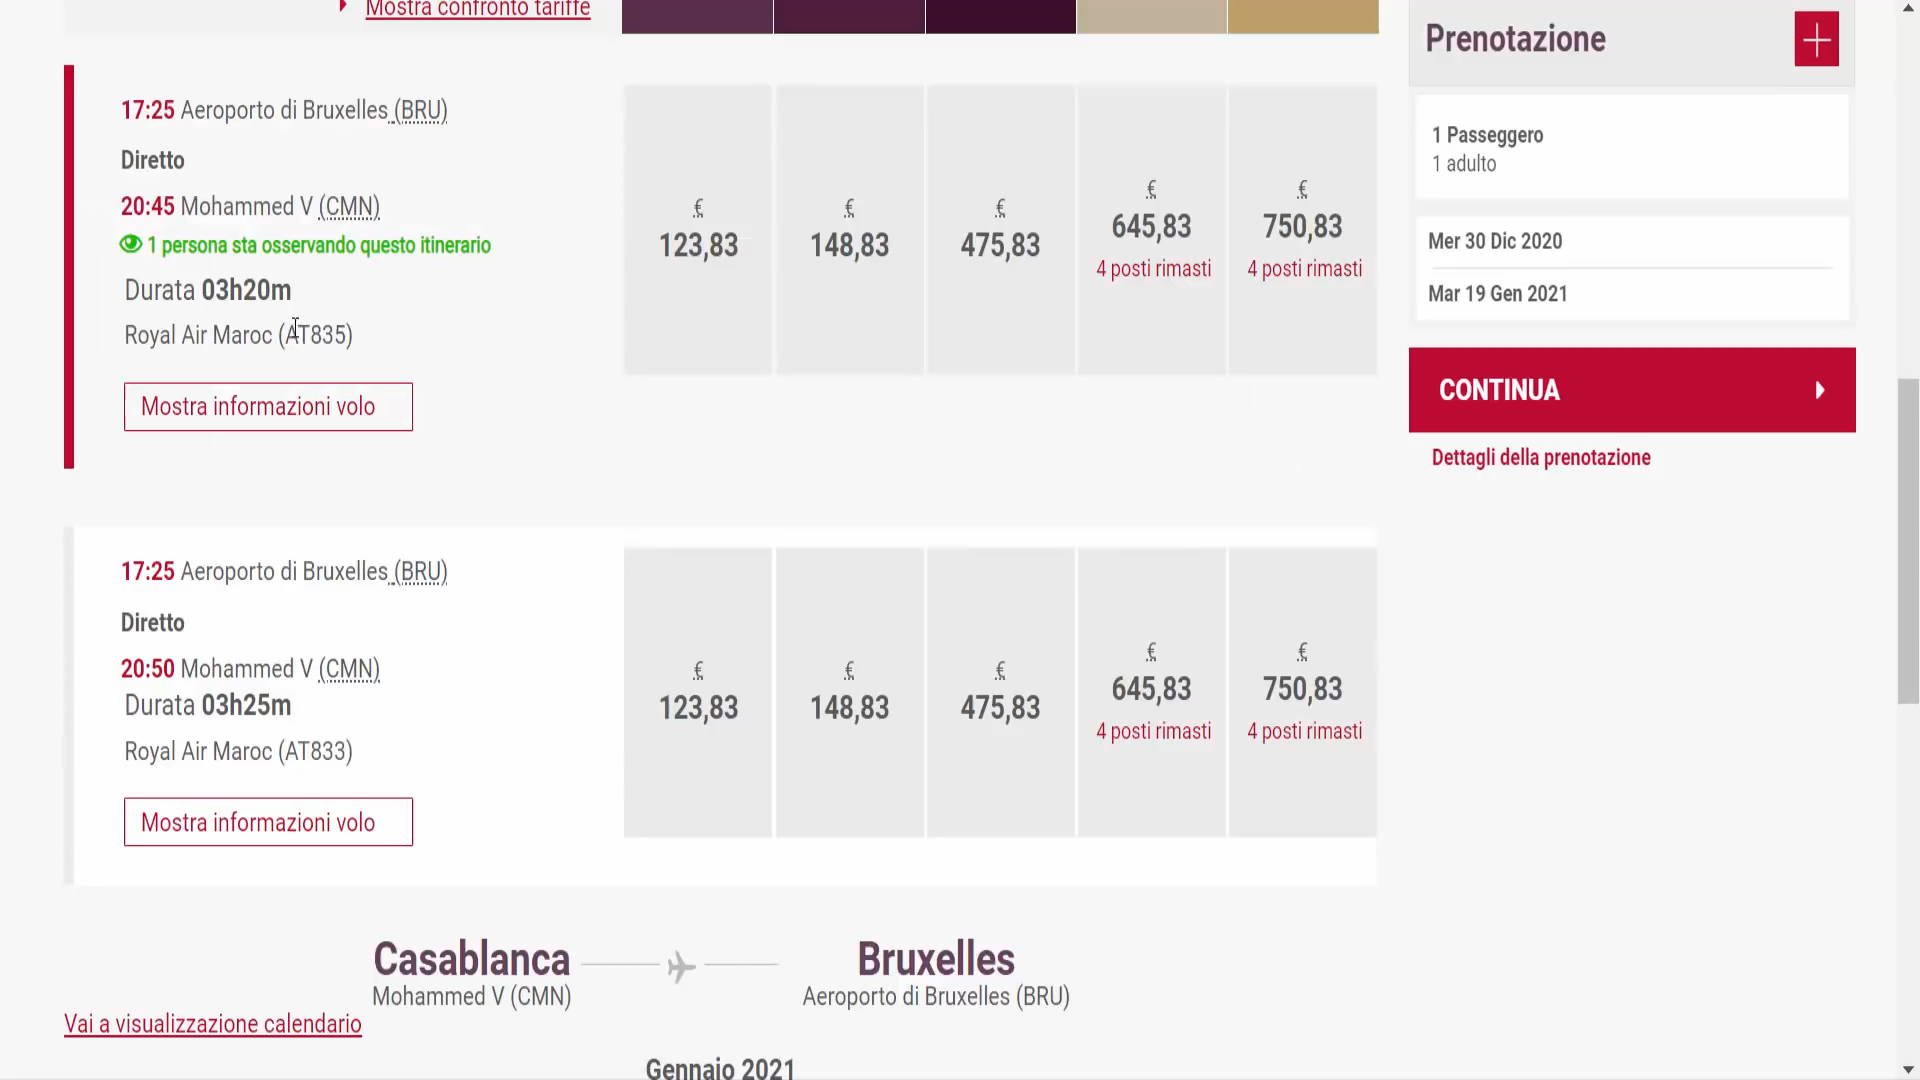 Mostra confronto tariffe
Prenotazione
17:25 Aeroporto di Bruxelles (BRU)
Diretto
20:45 Mohammed V (CMN)
1 persona sta osservando questo itinerario
Durata 03h20m
Royal Air Maroc (AT835)
Mostra informazioni volo
€
123,83
€
148,83
€
475,83
€
645,83
4 posti rimasti
€
750,83
4 posti rimasti
1 Passeggero
1 adulto
Mer 30 Dic 2020
Mar 19 Gen 2021
CONTINUA
Dettagli della prenotazione
17:25 Aeroporto di Bruxelles (BRU)
Diretto
20:50 Mohammed V (CMN)
Durata 03h25m
Royal Air Maroc (AT833)
Mostra informazioni volo
€
123,83
€
148,83
€
475,83
€
645,83
4 posti rimasti
€
750,83
4 posti rimasti
Casablanca
Mohammed V (CMN)
Bruxelles
Aeroporto di Bruxelles (BRU)
Vai a visualizzazione calendario
Gennaio 2021